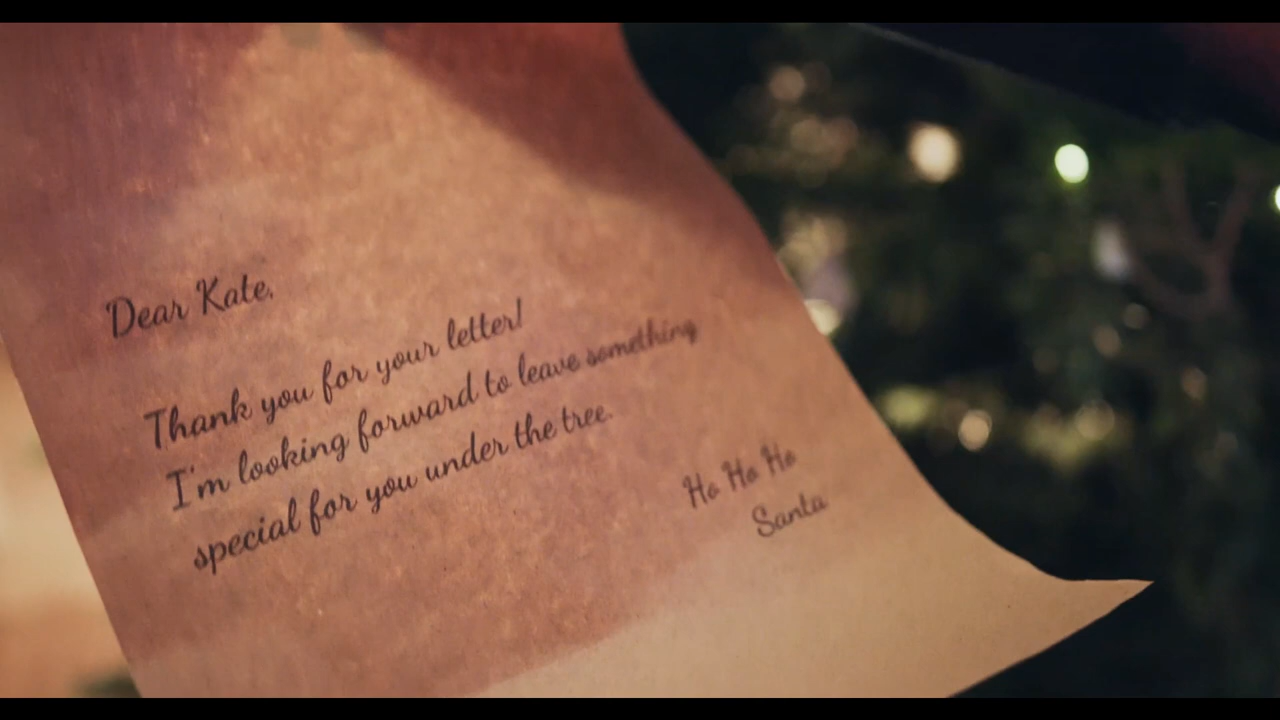 Dear Kate,
Thank you for your letter!
I'm looking forward to leave something
special for you under the tree.
Ho Ho Ho
Santa